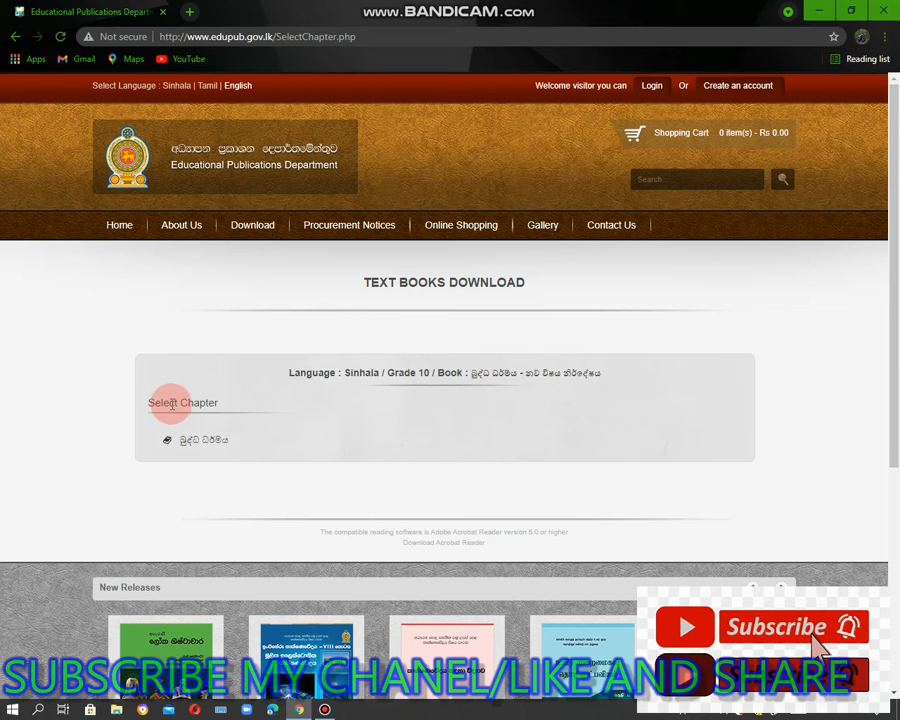 Educational Publications Depart
www.BANDICAM.com
Not secure
http://www.edupub.gov.lk/SelectChapter.php
Apps
Gmail
Maps
YouTube
Reading list
Select Language : Sinhala | Tamil | English
Welcome visitor you can Login Or Create an account
අධ්‍යාපන ප්‍රකාශන දෙපාර්තමේන්තුව
Educational Publications Department
Shopping Cart 0 item(s) - Rs 0.00
Search ...
Home
About Us
Download
Procurement Notices
Online Shopping
Gallery
Contact Us
TEXT BOOKS DOWNLOAD
Language : Sinhala / Grade 10 / Book : බුද්ධ ධර්මය - නව විෂය නිර්දේෂය
Select Chapter
බුද්ධ ධර්මය
The compatible reading software is Adobe Acrobat Reader version 5.0 or higher
Download Acrobat Reader
New Releases
ලෝක ශිෂ්ටාචාර
Subscribe
SUBSCRIBE MY CHANEL/LIKE AND SHARE